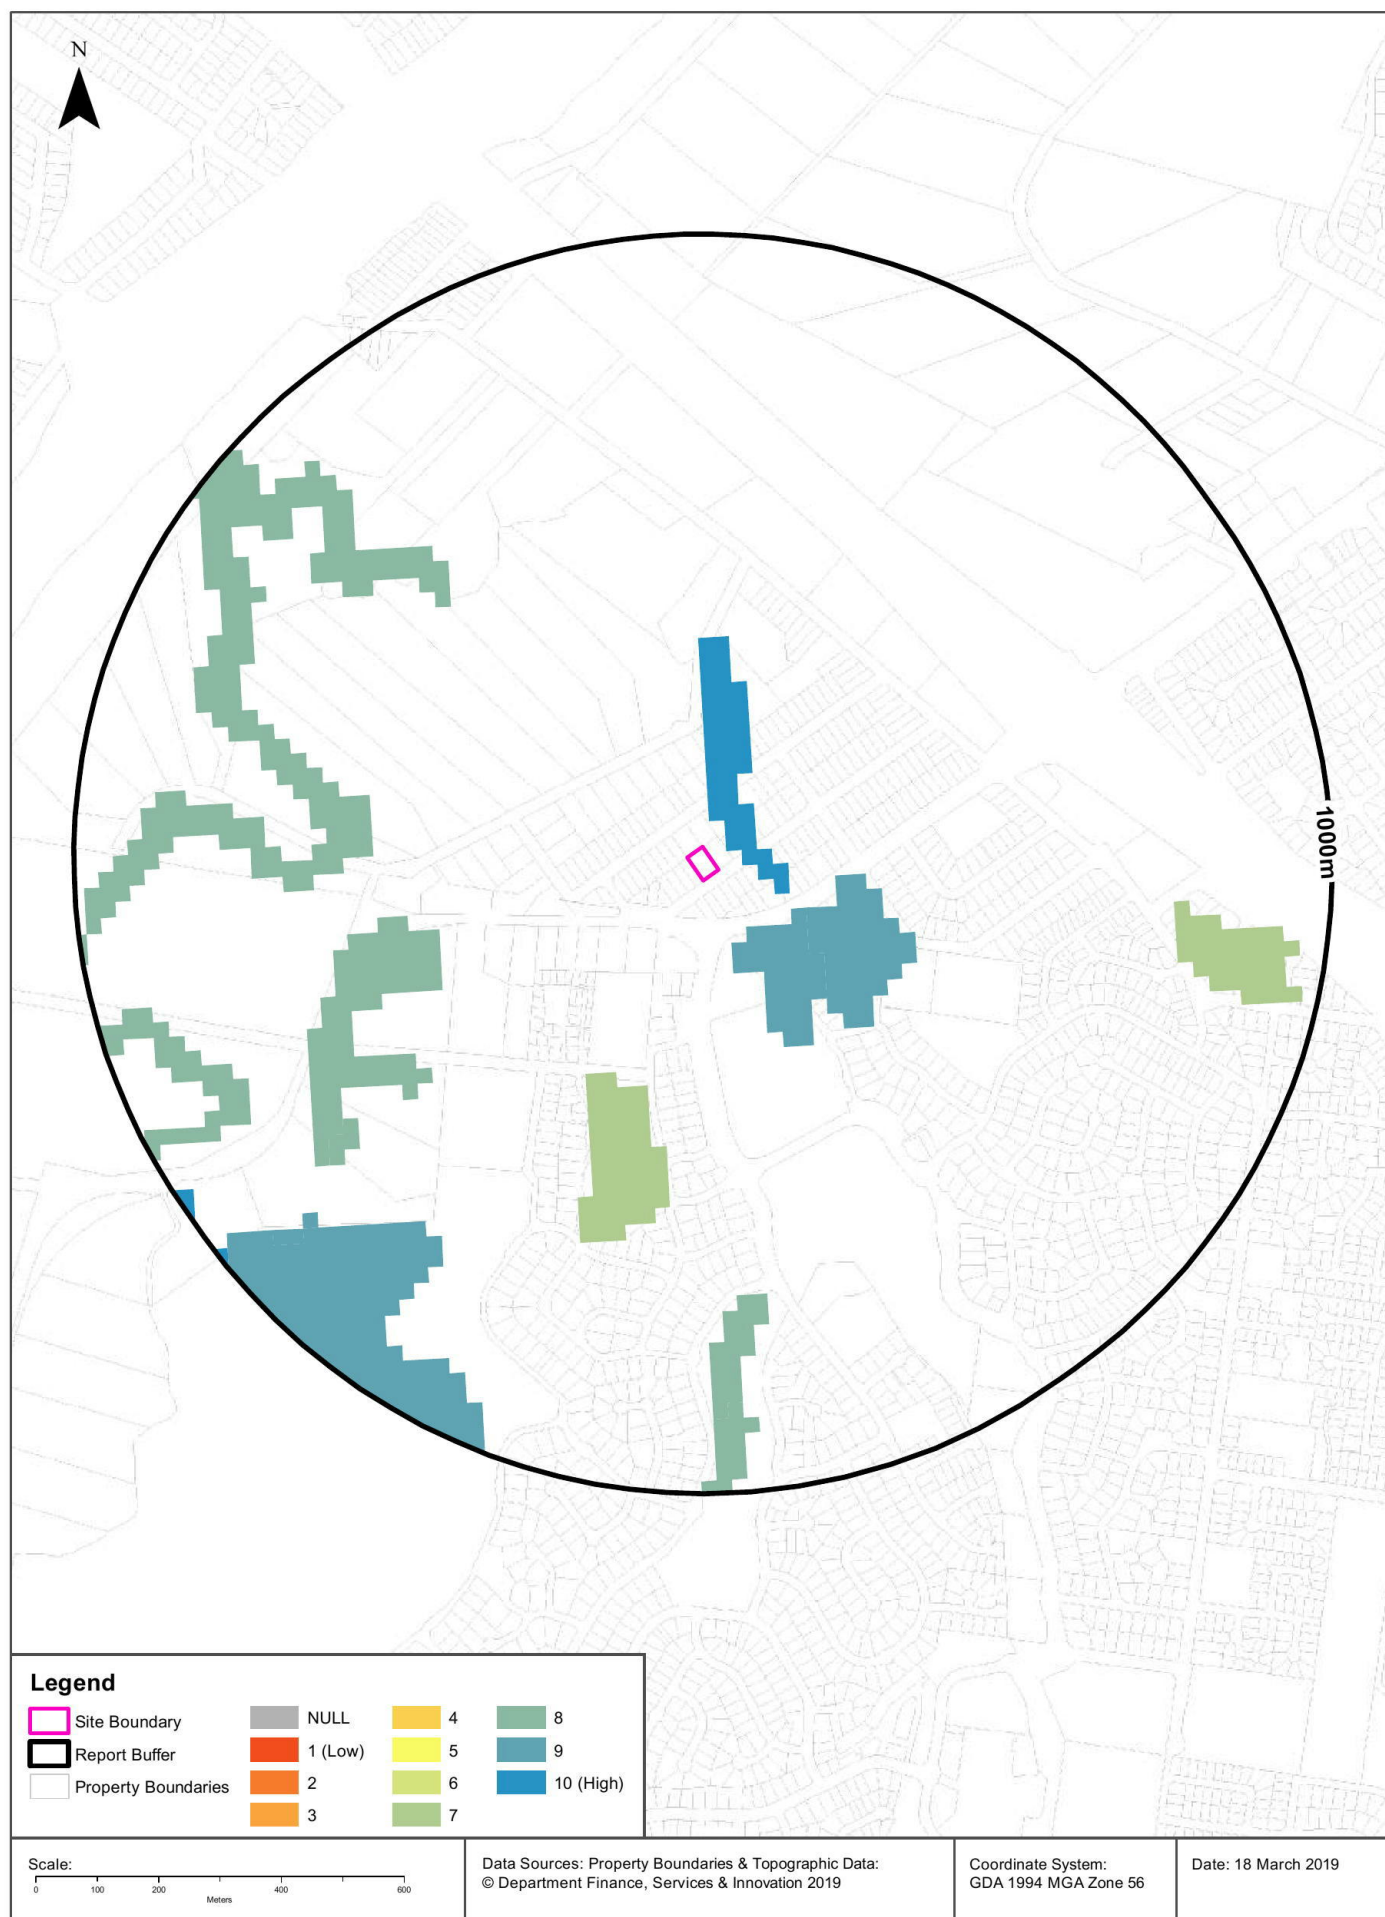 N
1000m
Legend
Site Boundary
Report Buffer
Property Boundaries
NULL
1 (Low)
2
3
4
5
6
7
8
9
10 (High)
Scale:
0 100 200 400 600
Meters
Data Sources: Property Boundaries & Topographic Data:
© Department Finance, Services & Innovation 2019
Coordinate System:
GDA 1994 MGA Zone 56
Date: 18 March 2019